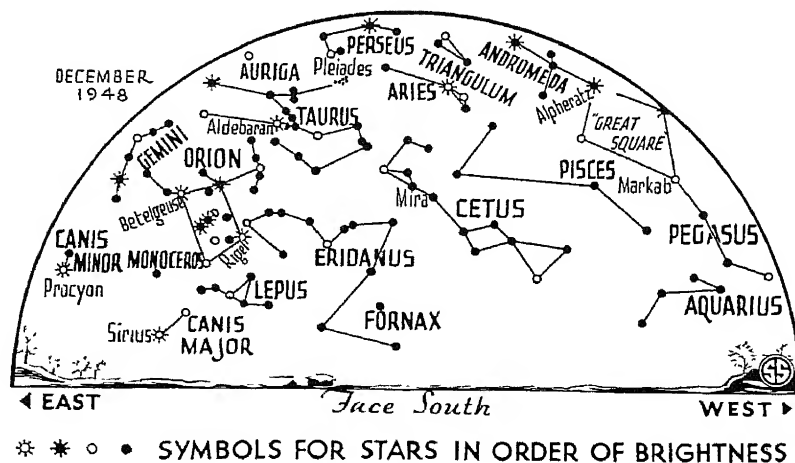 DECEMBER
1948
PERSEUS
Pleiades
AURIGA
TRIANGULUM
ANDROMEDA
ARIES
Alpheratz
TAURUS
Aldebaran
"GREAT
SQUARE"
GEMINI
ORION
PISCES
Markab
Betelgeuse
Mira
CETUS
PEGASUS
CANIS
MINOR
MONOCEROS
Rigel
ERIDANUS
Procyon
LEPUS
AQUARIUS
FORNAX
Sirius
CANIS
MAJOR
EAST
Face South
WEST
SYMBOLS FOR STARS IN ORDER OF BRIGHTNESS